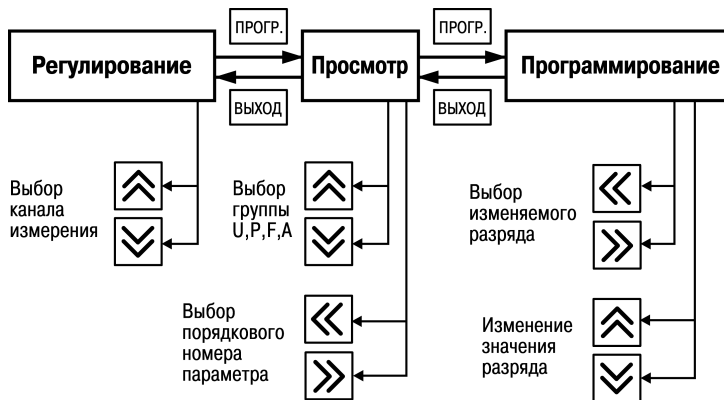 ПРОГР.
ПРОГР.
Регулирование
Просмотр
Программирование
ВЫХОД
ВЫХОД
Выбор
канала
измерения
Выбор
группы
U,P,F,A
Выбор
изменяемого
разряда
Выбор
порядкового
номера
параметра
Изменение
значения
разряда